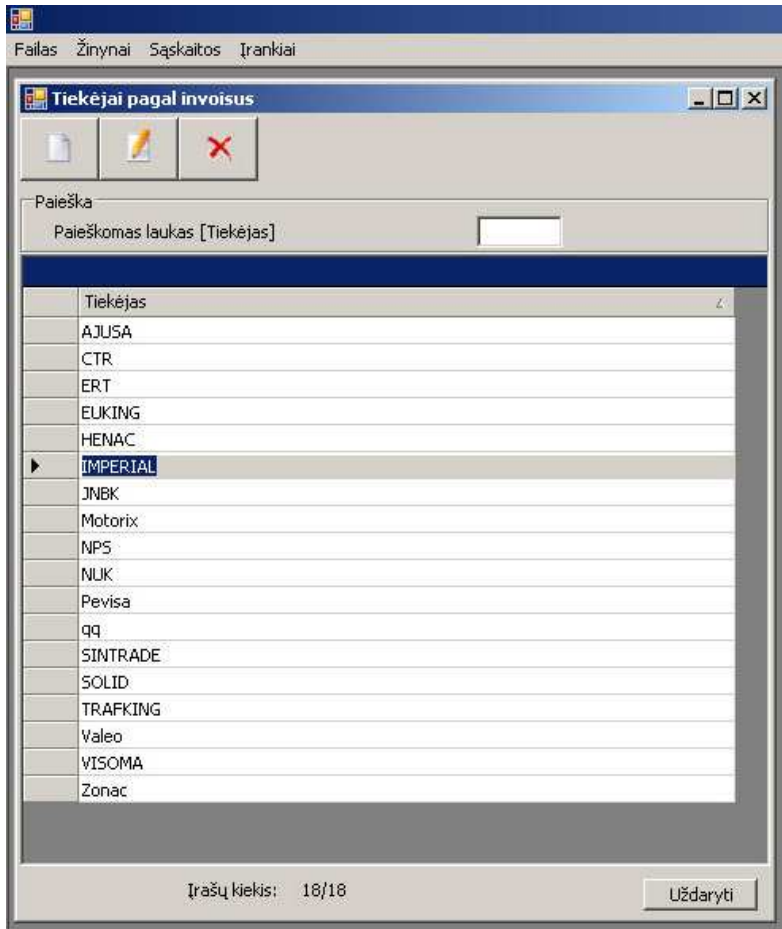 Failas Žinynai Sąskaitos Įrankiai
Tiekėjai pagal invoisus
Paieška
Paieškomas laukas [Tiekėjas]
Tiekėjas
AJUSA
CTR
ERT
EUKING
HENAC
IMPERIAL
JNBK
Motorix
NPS
NUK
Pevisa
qq
SINTRADE
SOLID
TRAFKING
Valeo
VISOMA
Zonac
Įrašų kiekis: 18/18
Uždaryti